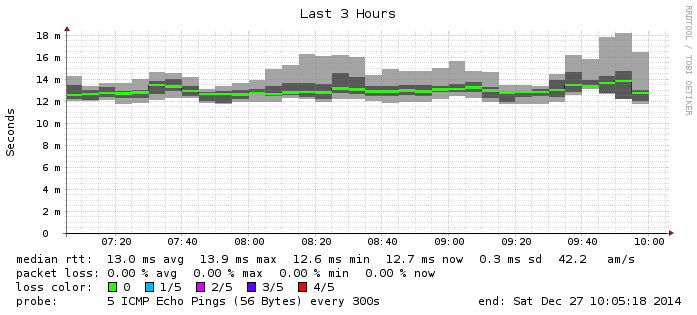 Last 3 Hours
RRDTOOL / TOBI OETIKER
Seconds
18 m
16 m
14 m
12 m
10 m
8 m
6 m
4 m
2 m
0
07:20 07:40 08:00 08:20 08:40 09:00 09:20 09:40 10:00
median rtt: 13.0 ms avg 13.9 ms max 12.6 ms min 12.7 ms now 0.3 ms sd 42.2 am/s
packet loss: 0.00 % avg 0.00 % max 0.00 % min 0.00 % now
loss color: 0 1/5 2/5 3/5 4/5
probe: 5 ICMP Echo Pings (56 Bytes) every 300s end: Sat Dec 27 10:05:18 2014